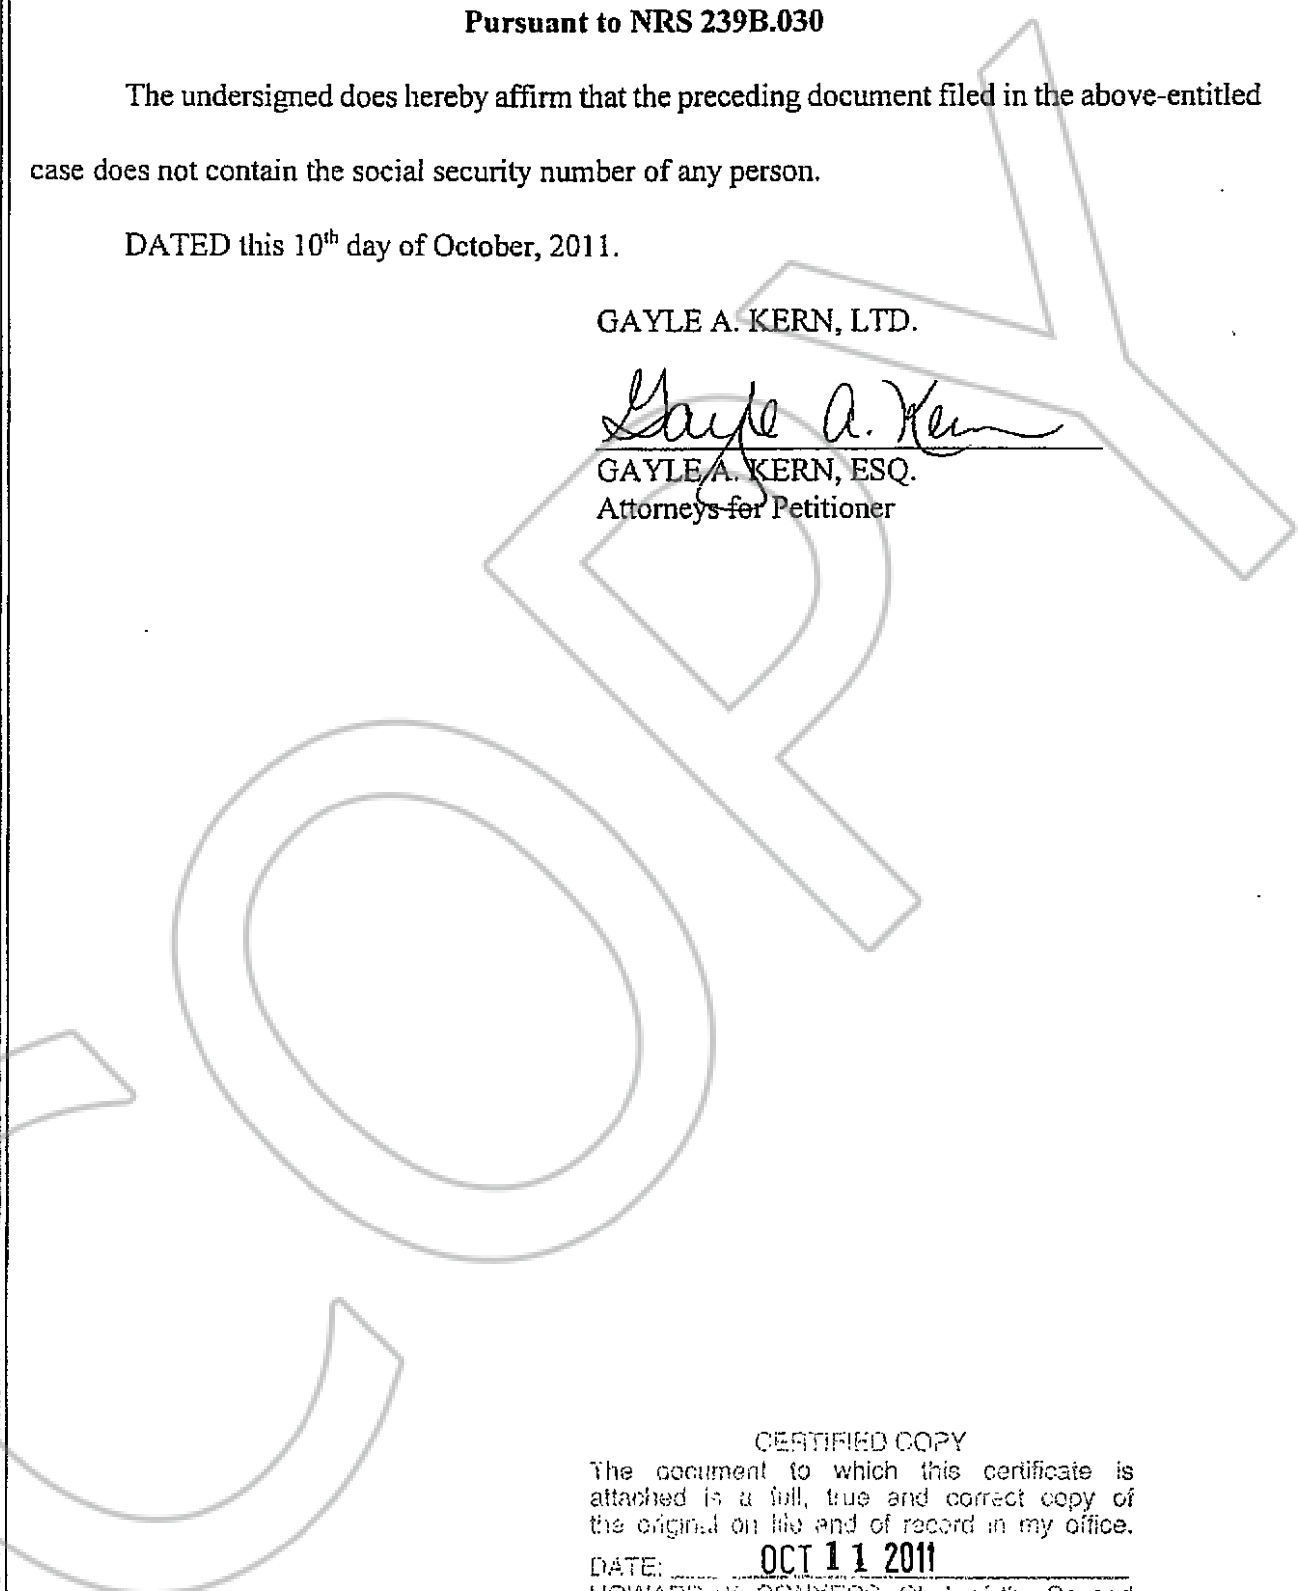 Pursuant to NRS 239B.030
The undersigned does hereby affirm that the preceding document filed in the above-entitled
case does not contain the social security number of any person.
DATED this 10th day of October, 2011.
GAYLE A. KERN, LTD.
Gayle A. Kern
GAYLE A. KERN, ESQ.
Attorneys for Petitioner
COPY
CERTIFIED COPY
The document to which this certificate is
attached is a full, true and correct copy of
the original on file and of record in my office.
DATE: OCT 11 2011